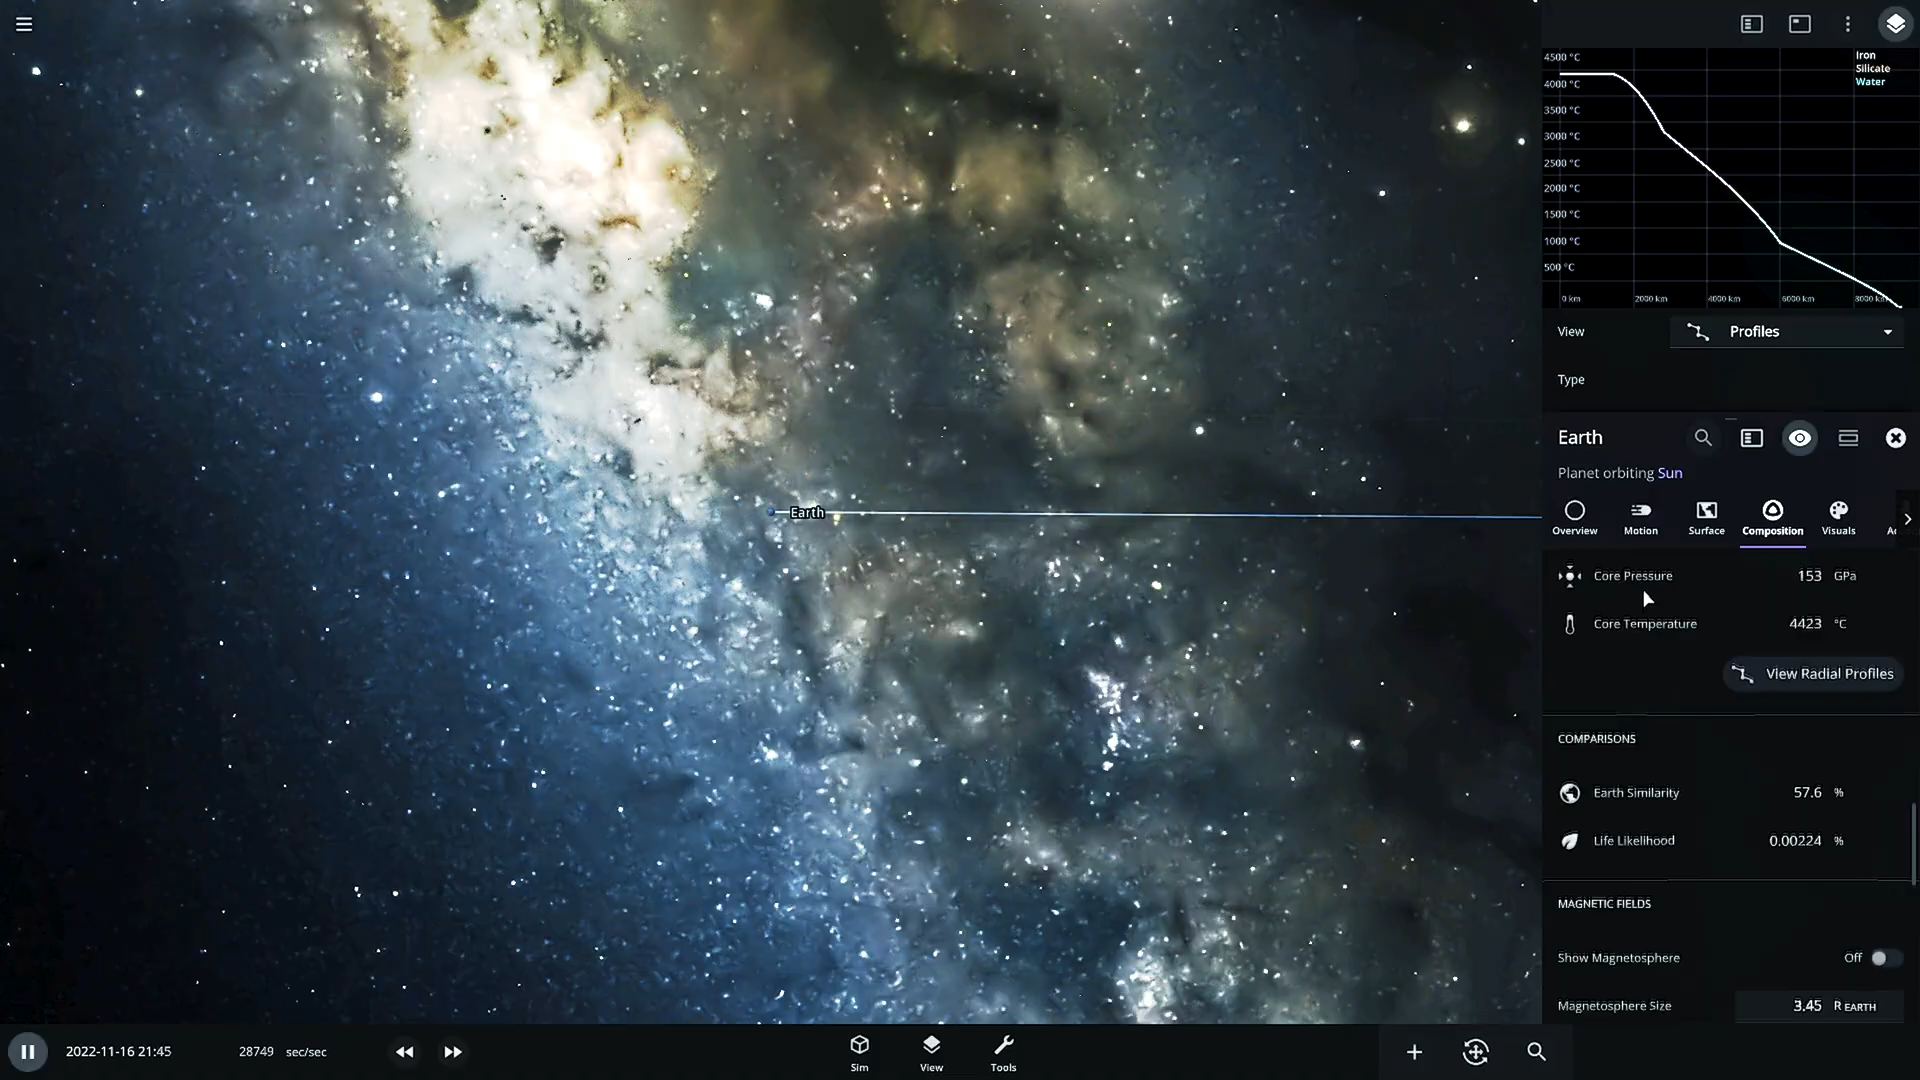 4500 °C
4000 °C
3500 °C
3000 °C
2500 °C
2000 °C
1500 °C
1000 °C
500 °C
Iron
Silicate
Water
0 km
2000 km
4000 km
6000 km
8000 km
View
Profiles
Type
Earth
Planet orbiting Sun
Overview
Motion
Surface
Composition
Visuals
Core Pressure 153 GPa
Core Temperature 4423 °C
View Radial Profiles
COMPARISONS
Earth Similarity 57.6 %
Life Likelihood 0.00224 %
MAGNETIC FIELDS
Show Magnetosphere Off
Magnetosphere Size 3.45 R EARTH
Earth
2022-11-16 21:45
28749 sec/sec
Sim
View
Tools